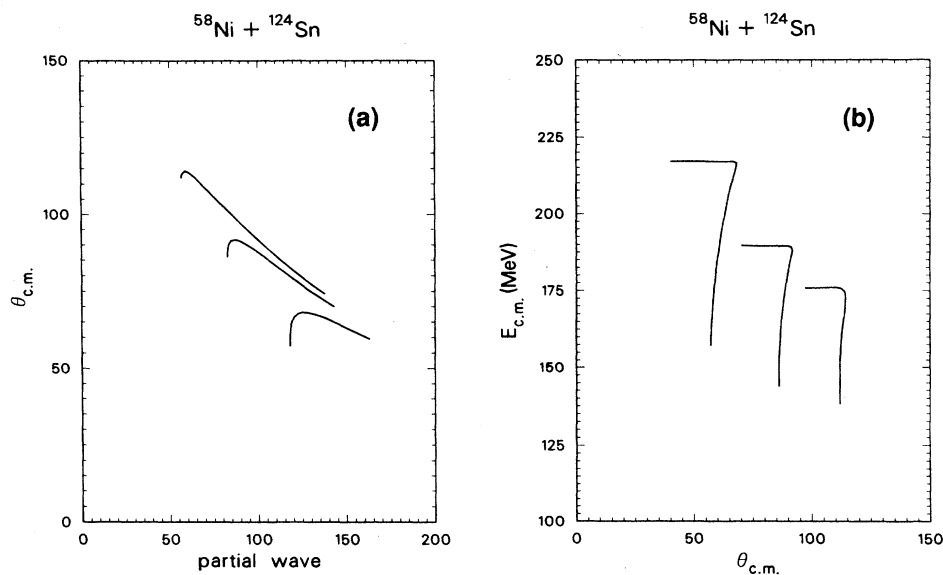 ⁵⁸Ni + ¹²⁴Sn
(a)
150
100
50
0
θc.m.
0 50 100 150 200
partial wave
⁵⁸Ni + ¹²⁴Sn
(b)
250
225
200
175
150
125
100
Ec.m. (MeV)
0 50 100 150
θc.m.